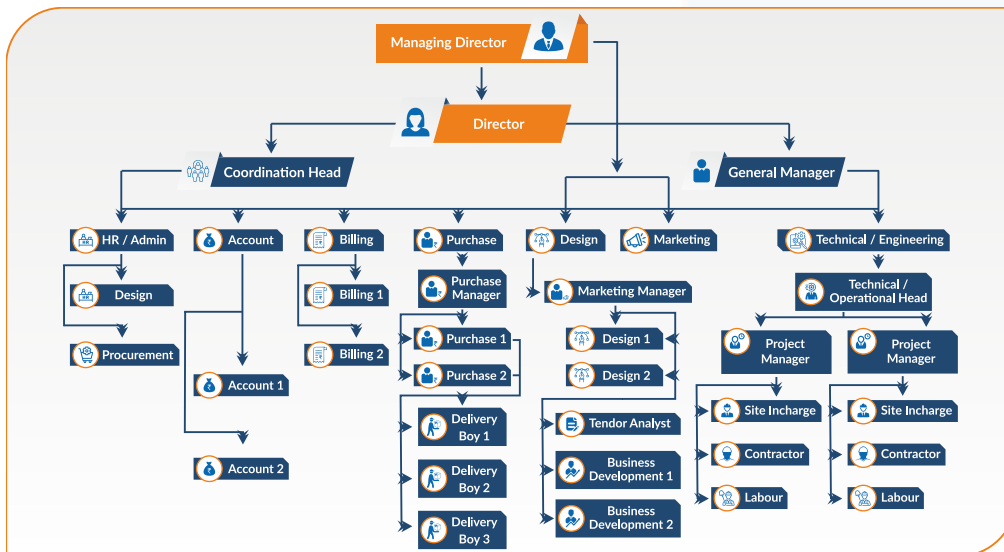 Managing Director
Director
Coordination Head
General Manager
HR / Admin
Account
Billing
Purchase
Design
Marketing
Technical / Engineering
Design
Procurement
Account 1
Account 2
Billing 1
Billing 2
Purchase
Manager
Purchase 1
Purchase 2
Delivery
Boy 1
Delivery
Boy 2
Delivery
Boy 3
Marketing Manager
Design 1
Design 2
Tendor Analyst
Business
Development 1
Business
Development 2
Technical /
Operational Head
Project
Manager
Site Incharge
Contractor
Labour
Project
Manager
Site Incharge
Contractor
Labour